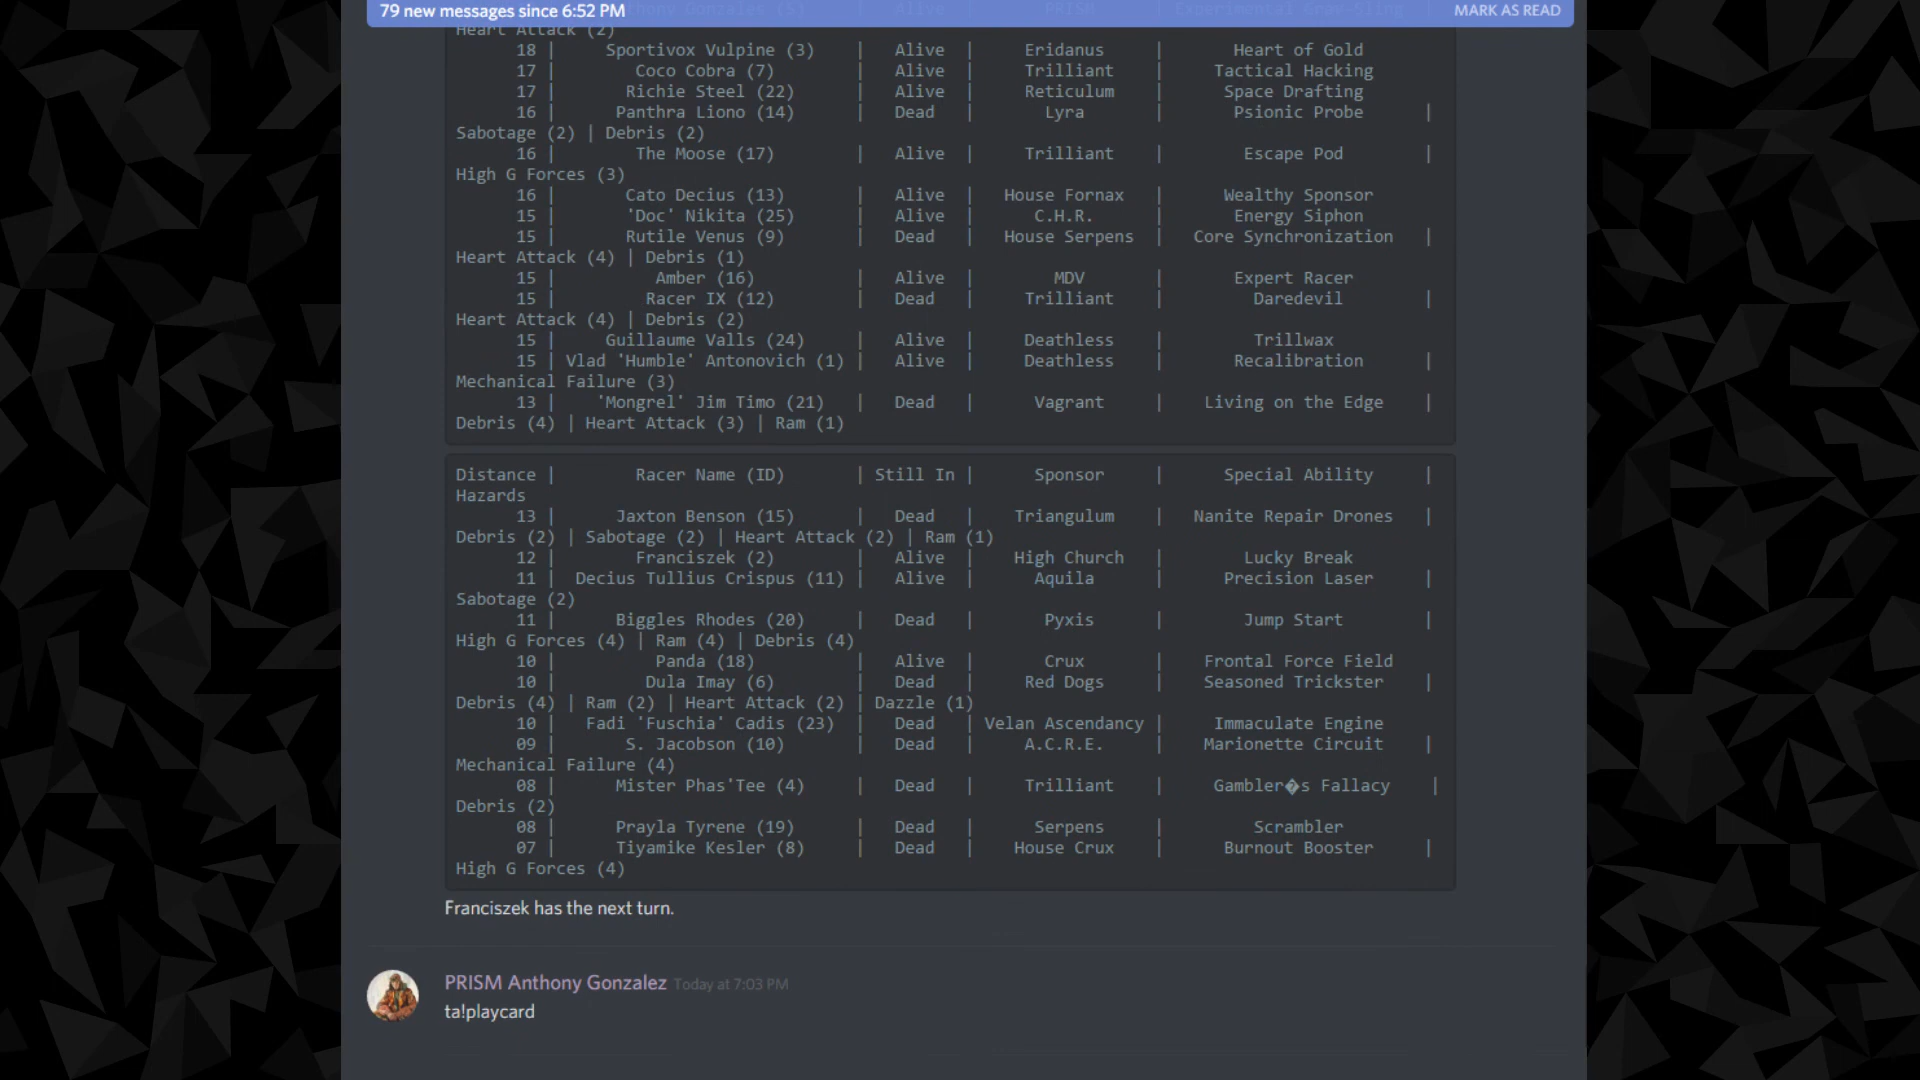 79 new messages since 6:52 PM MARK AS READ
Anthony Gonzalez (5) | Alive | PRISM | Experimental
Heart Attack (2)
18 | Sportivox Vulpine (3) | Alive | Eridanus | Heart of Gold
17 | Coco Cobra (7) | Alive | Trilliant | Tactical Hacking
17 | Richie Steel (22) | Alive | Reticulum | Space Drafting
16 | Panthra Liono (14) | Dead | Lyra | Psionic Probe |
Sabotage (2) | Debris (2)
16 | The Moose (17) | Alive | Trilliant | Escape Pod |
High G Forces (3)
16 | Cato Decius (13) | Alive | House Fornax | Wealthy Sponsor
15 | 'Doc' Nikita (25) | Alive | C.H.R. | Energy Siphon
15 | Rutile Venus (9) | Dead | House Serpens | Core Synchronization |
Heart Attack (4) | Debris (1)
15 | Amber (16) | Alive | MDV | Expert Racer
15 | Racer IX (12) | Dead | Trilliant | Daredevil |
Heart Attack (4) | Debris (2)
15 | Guillaume Valls (24) | Alive | Deathless | Trillwax
15 | Vlad 'Humble' Antonovich (1) | Alive | Deathless | Recalibration |
Mechanical Failure (3)
13 | 'Mongrel' Jim Timo (21) | Dead | Vagrant | Living on the Edge |
Debris (4) | Heart Attack (3) | Ram (1)
Distance | Racer Name (ID) | Still In | Sponsor | Special Ability |
Hazards
13 | Jaxton Benson (15) | Dead | Triangulum | Nanite Repair Drones |
Debris (2) | Sabotage (2) | Heart Attack (2) | Ram (1)
12 | Franciszek (2) | Alive | High Church | Lucky Break
11 | Decius Tullius Crispus (11) | Alive | Aquila | Precision Laser |
Sabotage (2)
11 | Biggles Rhodes (20) | Dead | Pyxis | Jump Start |
High G Forces (4) | Ram (4) | Debris (4)
10 | Panda (18) | Alive | Crux | Frontal Force Field
10 | Dula Imay (6) | Dead | Red Dogs | Seasoned Trickster |
Debris (4) | Ram (2) | Heart Attack (2) | Dazzle (1)
10 | Fadi 'Fuschia' Cadis (23) | Dead | Velan Ascendancy | Immaculate Engine
09 | S. Jacobson (10) | Dead | A.C.R.E. | Marionette Circuit |
Mechanical Failure (4)
08 | Mister Phas'Tee (4) | Dead | Trilliant | Gambler�s Fallacy |
Debris (2)
08 | Prayla Tyrene (19) | Dead | Serpens | Scrambler
07 | Tiyamike Kesler (8) | Dead | House Crux | Burnout Booster |
High G Forces (4)
Franciszek has the next turn.
PRISM Anthony Gonzalez Today at 7:03 PM
ta!playcard